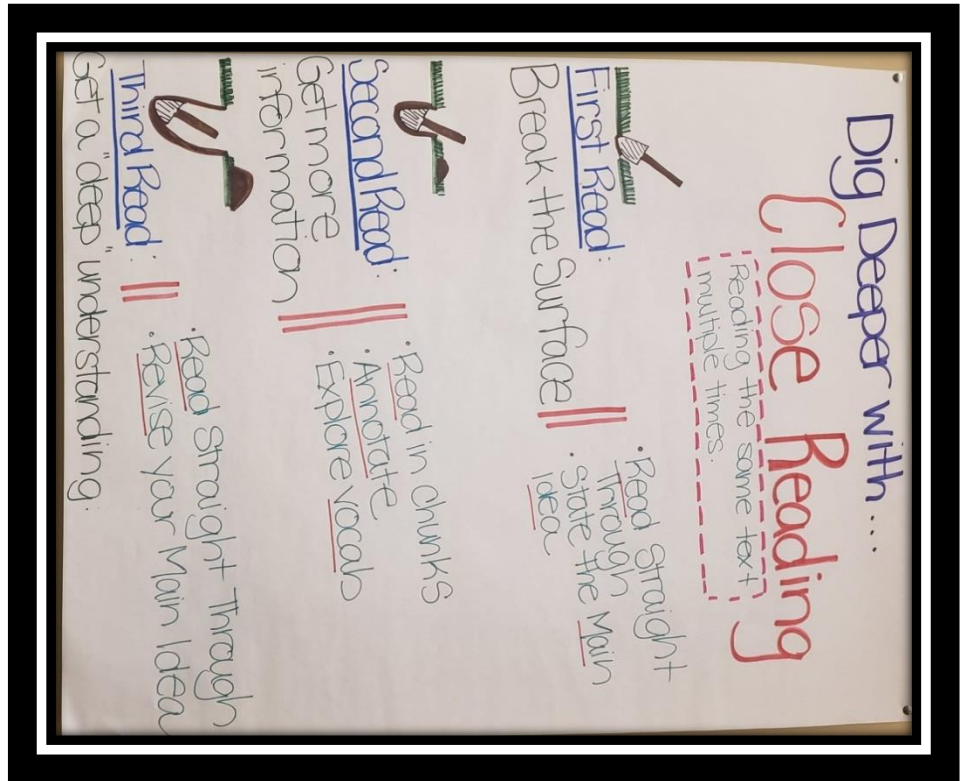 Dig Deeper with....
Close Reading
Reading the same text
multiple times.
First Read:
Break the Surface
• Read Straight
Through
• State the Main
Idea
Second Read:
Get more
information
• Read in chunks
• Annotate
• Explore vocab
Third Read:
Get a "deep" understanding.
• Read Straight Through
• Revise your Main Idea